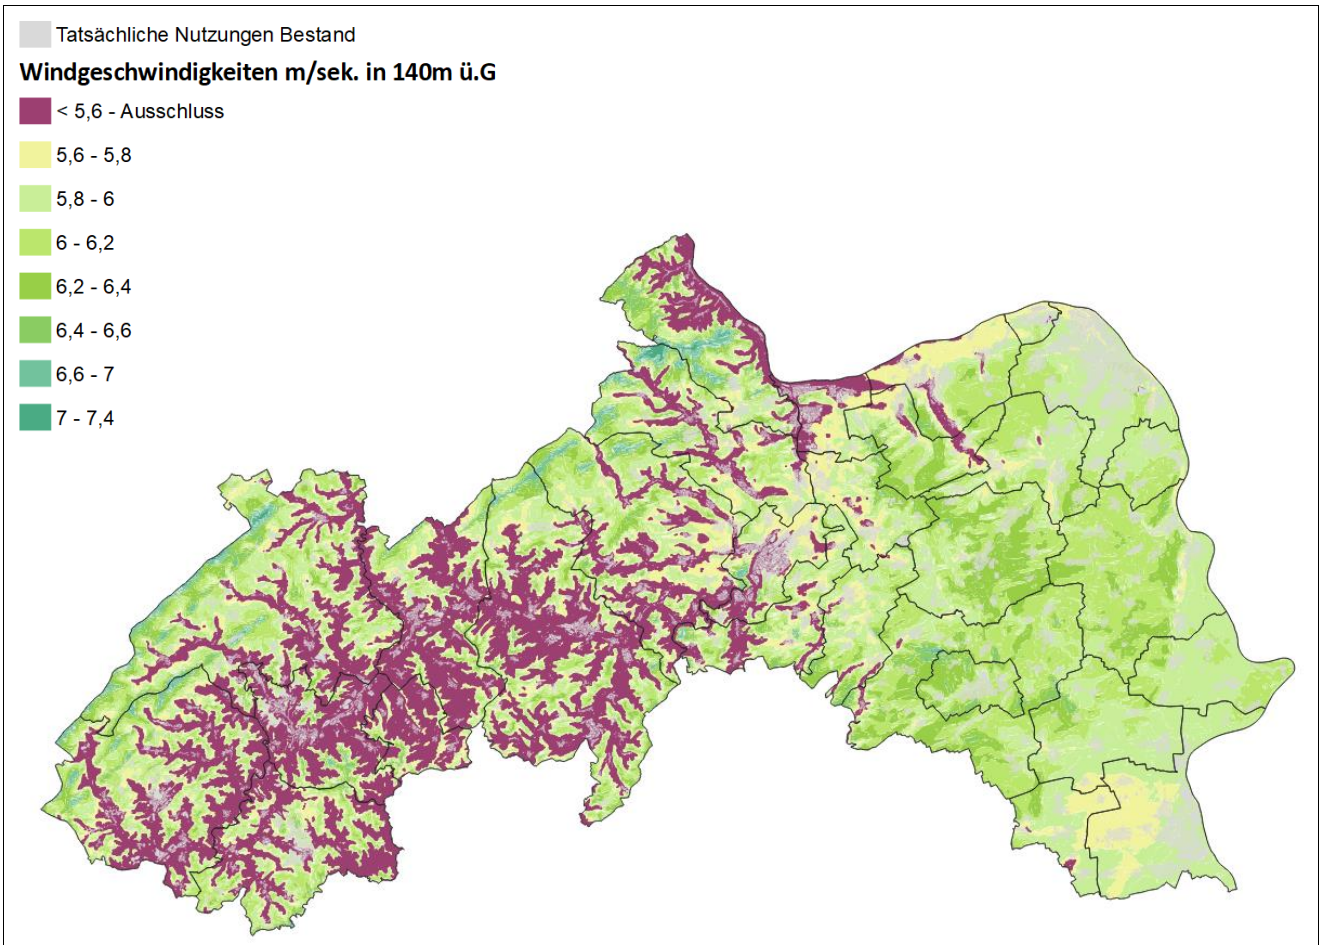 Tatsächliche Nutzungen Bestand
Windgeschwindigkeiten m/sek. in 140m ü.G
< 5,6 - Ausschluss
5,6 - 5,8
5,8 - 6
6 - 6,2
6,2 - 6,4
6,4 - 6,6
6,6 - 7
7 - 7,4